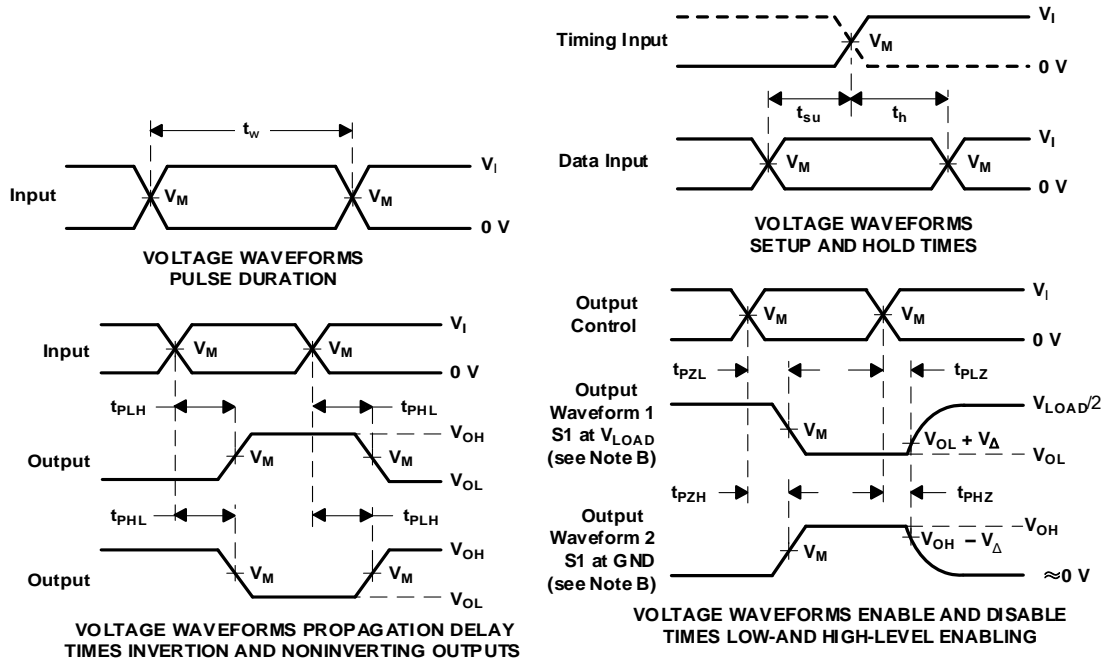 t_w
Input
V_M
V_M
V_I
0 V
VOLTAGE WAVEFORMS
PULSE DURATION
Timing Input
V_M
V_I
0 V
t_su
t_h
Data Input
V_M
V_M
V_I
0 V
VOLTAGE WAVEFORMS
SETUP AND HOLD TIMES
Input
V_M
V_M
V_I
0 V
t_PLH
t_PHL
Output
V_M
V_M
V_OH
V_OL
t_PHL
t_PLH
Output
V_M
V_M
V_OH
V_OL
VOLTAGE WAVEFORMS PROPAGATION DELAY
TIMES INVERTION AND NONINVERTING OUTPUTS
Output
Control
V_M
V_M
V_I
0 V
t_PZL
t_PLZ
Output
Waveform 1
S1 at V_LOAD
(see Note B)
V_M
V_LOAD/2
V_OL + V_Δ
V_OL
t_PZH
t_PHZ
Output
Waveform 2
S1 at GND
(see Note B)
V_M
V_OH
V_OH − V_Δ
≈0 V
VOLTAGE WAVEFORMS ENABLE AND DISABLE
TIMES LOW-AND HIGH-LEVEL ENABLING